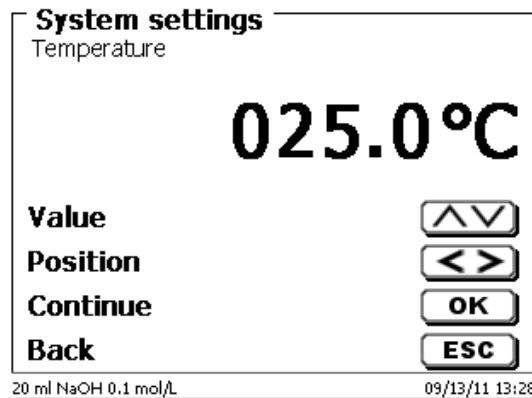 System settings
Temperature
025.0°C
Value
Position
Continue OK
Back ESC
20 ml NaOH 0.1 mol/L 09/13/11 13:28